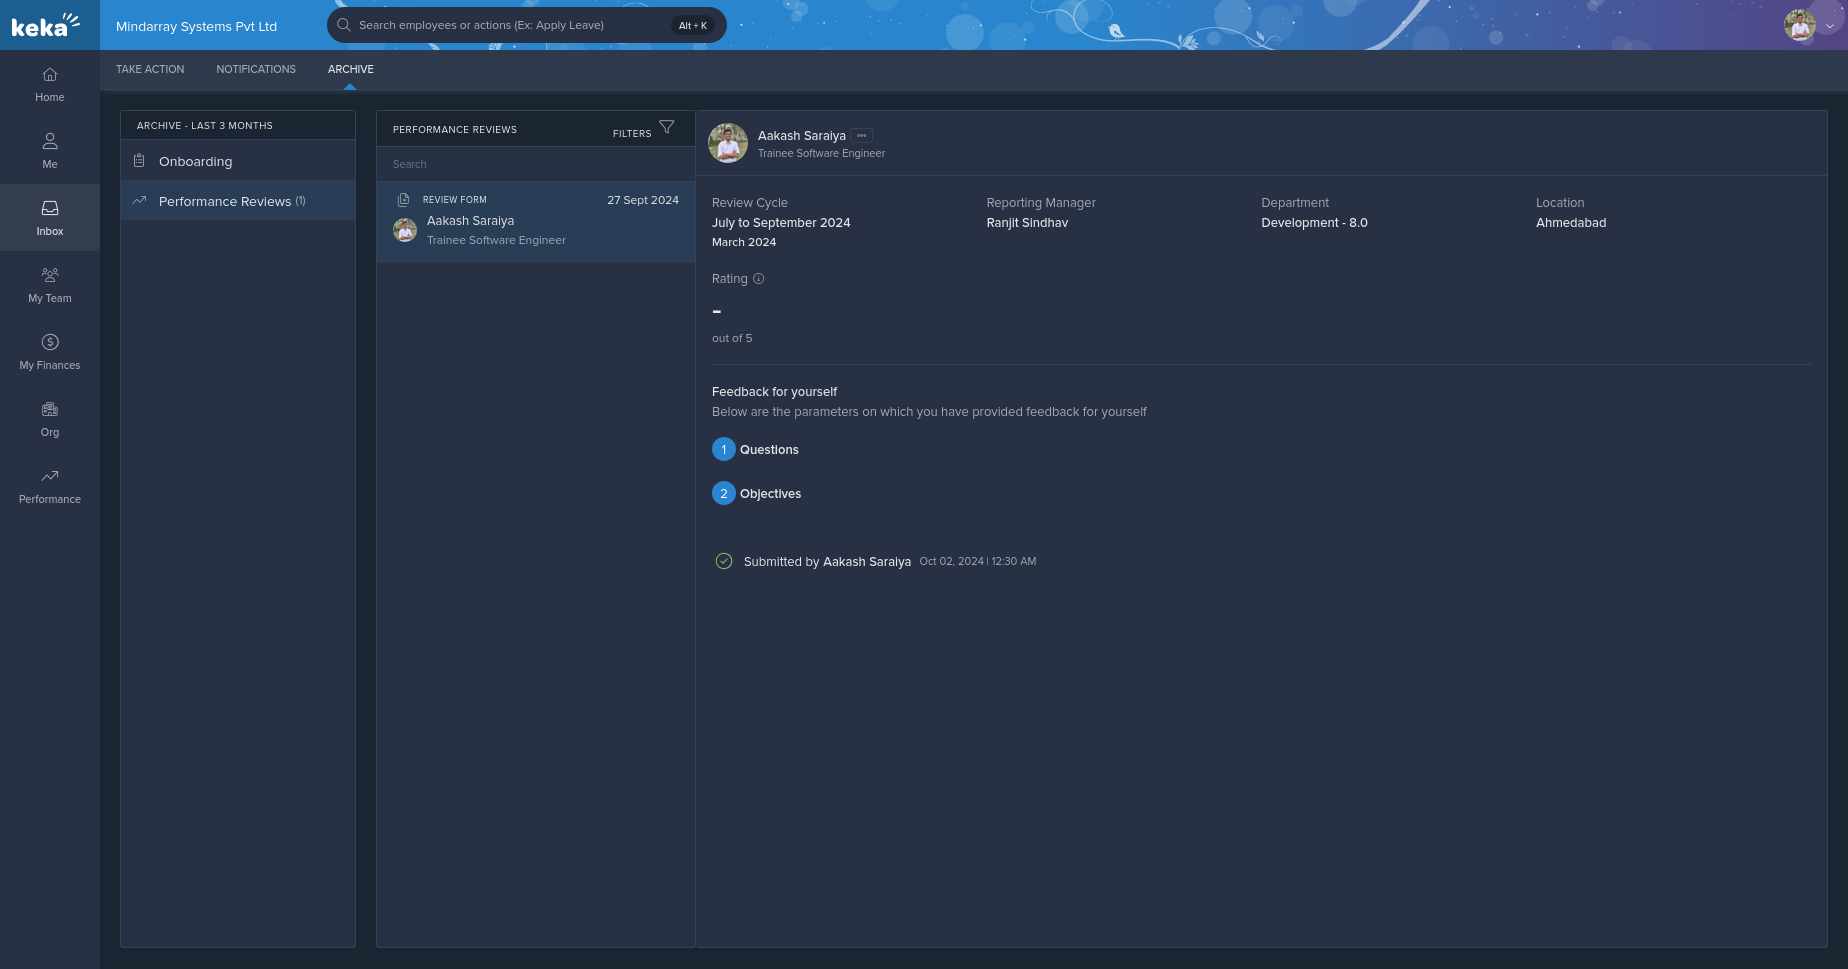 keka
Mindarray Systems Pvt Ltd
Search employees or actions (Ex: Apply Leave)
Alt + K
TAKE ACTION
NOTIFICATIONS
ARCHIVE
Home
Me
Inbox
My Team
My Finances
Org
Performance
ARCHIVE - LAST 3 MONTHS
Onboarding
Performance Reviews (1)
PERFORMANCE REVIEWS
FILTERS
Search
REVIEW FORM
27 Sept 2024
Aakash Saraiya
Trainee Software Engineer
Aakash Saraiya
Trainee Software Engineer
Review Cycle
July to September 2024
March 2024
Reporting Manager
Ranjit Sindhav
Department
Development - 8.0
Location
Ahmedabad
Rating
-
out of 5
Feedback for yourself
Below are the parameters on which you have provided feedback for yourself
1 Questions
2 Objectives
Submitted by Aakash Saraiya Oct 02, 2024 | 12:30 AM